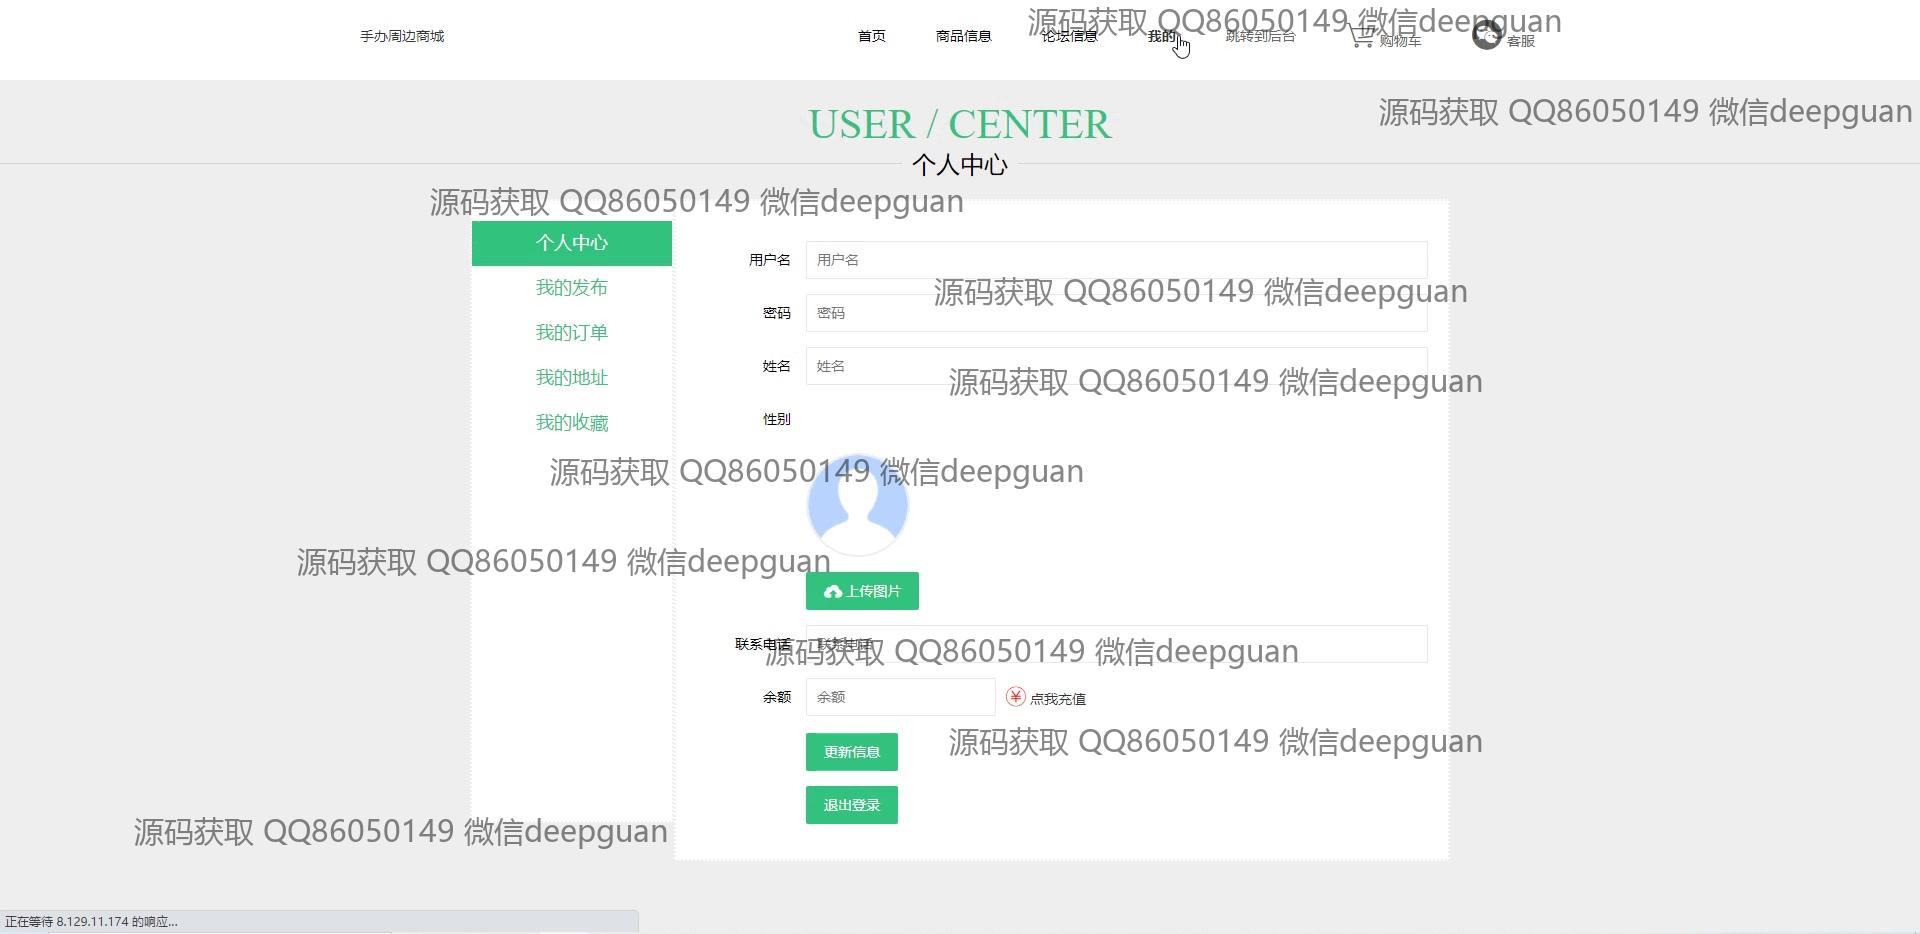 手办周边商城
首页
商品信息
论坛信息
我的
跳转到后台
购物车
客服
源码获取 QQ86050149 微信deepguan
USER / CENTER
源码获取 QQ86050149 微信deepguan
个人中心
源码获取 QQ86050149 微信deepguan
个人中心
我的发布
我的订单
我的地址
我的收藏
用户名 用户名
源码获取 QQ86050149 微信deepguan
密码 密码
姓名 姓名
源码获取 QQ86050149 微信deepguan
性别
源码获取 QQ86050149 微信deepguan
源码获取 QQ86050149 微信deepguan
上传图片
联系电话 联系电话
源码获取 QQ86050149 微信deepguan
余额 余额 点我充值
源码获取 QQ86050149 微信deepguan
更新信息
退出登录
源码获取 QQ86050149 微信deepguan
正在等待 8.129.11.174 的响应...